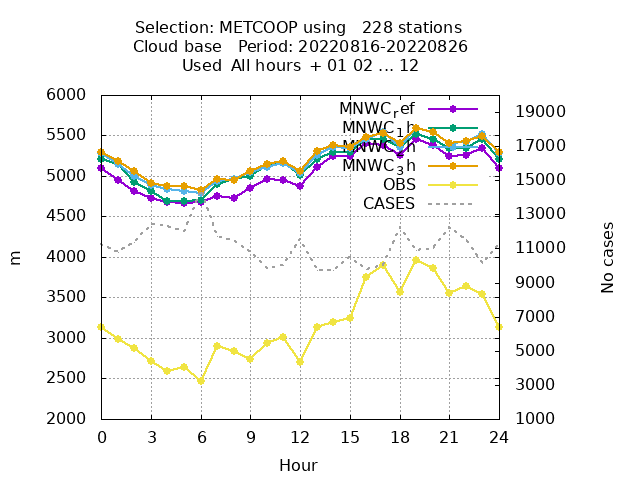 Selection: METCOOP using 228 stations
Cloud base Period: 20220816-20220826
Used All hours + 01 02 ... 12
6000
5500
5000
4500
4000
3500
3000
2500
2000
m
19000
17000
15000
13000
11000
9000
7000
5000
3000
1000
No cases
MNWC_ref
MNWC_1h
MNWC_2h
MNWC_3h
OBS
CASES
0 3 6 9 12 15 18 21 24
Hour